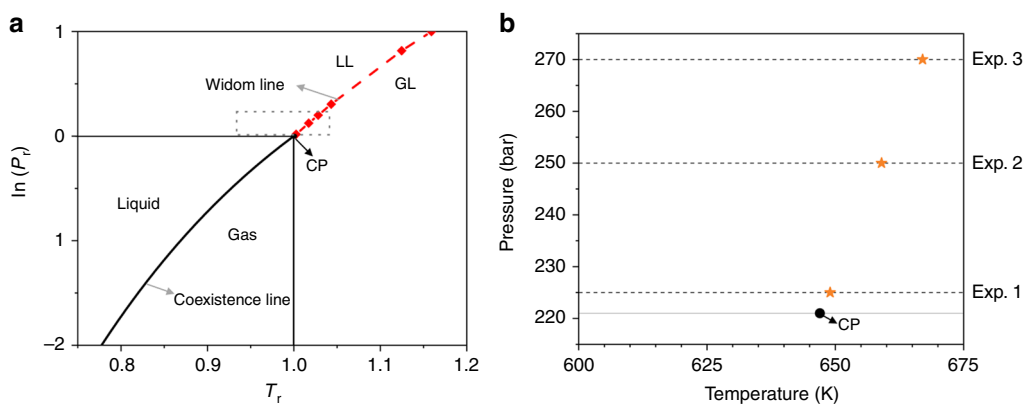 a
ln (Pr)
1
0
1
–2
0.8
0.9
1.0
1.1
1.2
Tr
LL
GL
Widom line
CP
Liquid
Gas
Coexistence line
b
Pressure (bar)
270
260
250
240
230
220
600
625
650
675
Temperature (K)
Exp. 3
Exp. 2
Exp. 1
CP